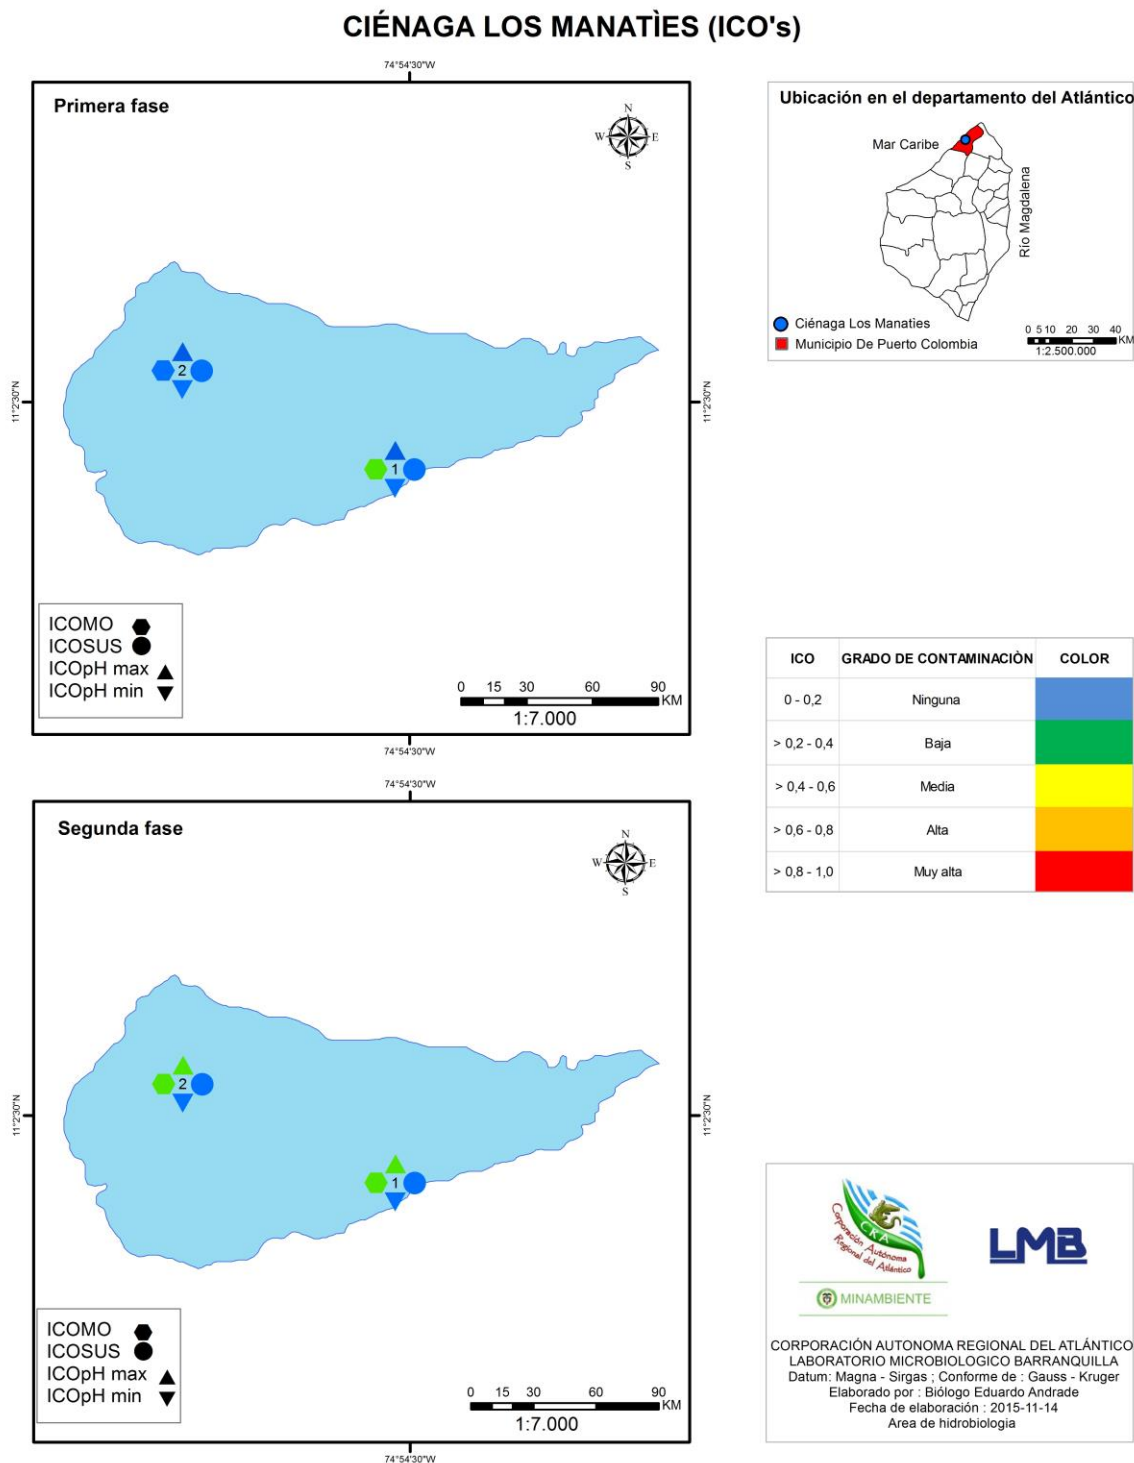 CIÉNAGA LOS MANATÌES (ICO's)
74°54'30"W
Primera fase
N
W E
S
11°2'30"N
11°2'30"N
2
1
ICOMO
ICOSUS
ICOpH max
ICOpH min
0 15 30 60 90
KM
1:7.000
74°54'30"W
74°54'30"W
Segunda fase
N
W E
S
11°2'30"N
11°2'30"N
2
1
ICOMO
ICOSUS
ICOpH max
ICOpH min
0 15 30 60 90
KM
1:7.000
74°54'30"W
Ubicación en el departamento del Atlántico
Mar Caribe
Río Magdalena
Ciénaga Los Manatìes
Municipio De Puerto Colombia
0 5 10 20 30 40
KM
1:2.500.000
ICO GRADO DE CONTAMINACIÒN COLOR
0 - 0,2 Ninguna
> 0,2 - 0,4 Baja
> 0,4 - 0,6 Media
> 0,6 - 0,8 Alta
> 0,8 - 1,0 Muy alta
CRA
Corporación Autónoma
Regional del Atlántico
LMB
MINAMBIENTE
CORPORACIÓN AUTONOMA REGIONAL DEL ATLÁNTICO
LABORATORIO MICROBIOLOGICO BARRANQUILLA
Datum: Magna - Sirgas ; Conforme de : Gauss - Kruger
Elaborado por : Biólogo Eduardo Andrade
Fecha de elaboración : 2015-11-14
Area de hidrobiologia